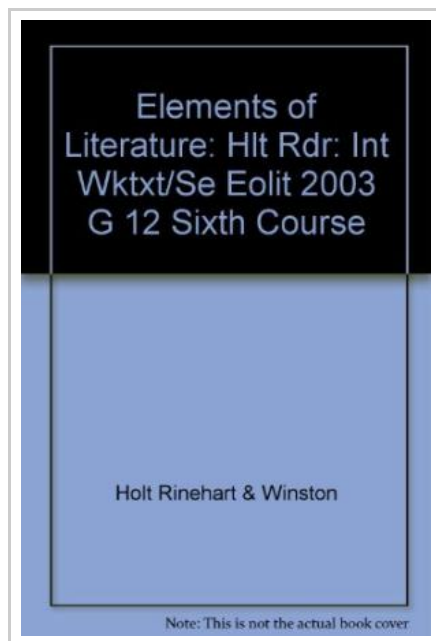 Elements of
Literature: Hlt Rdr: Int
Wktxt/Se Eolit 2003
G 12 Sixth Course
Holt Rinehart & Winston
Note: This is not the actual book cover